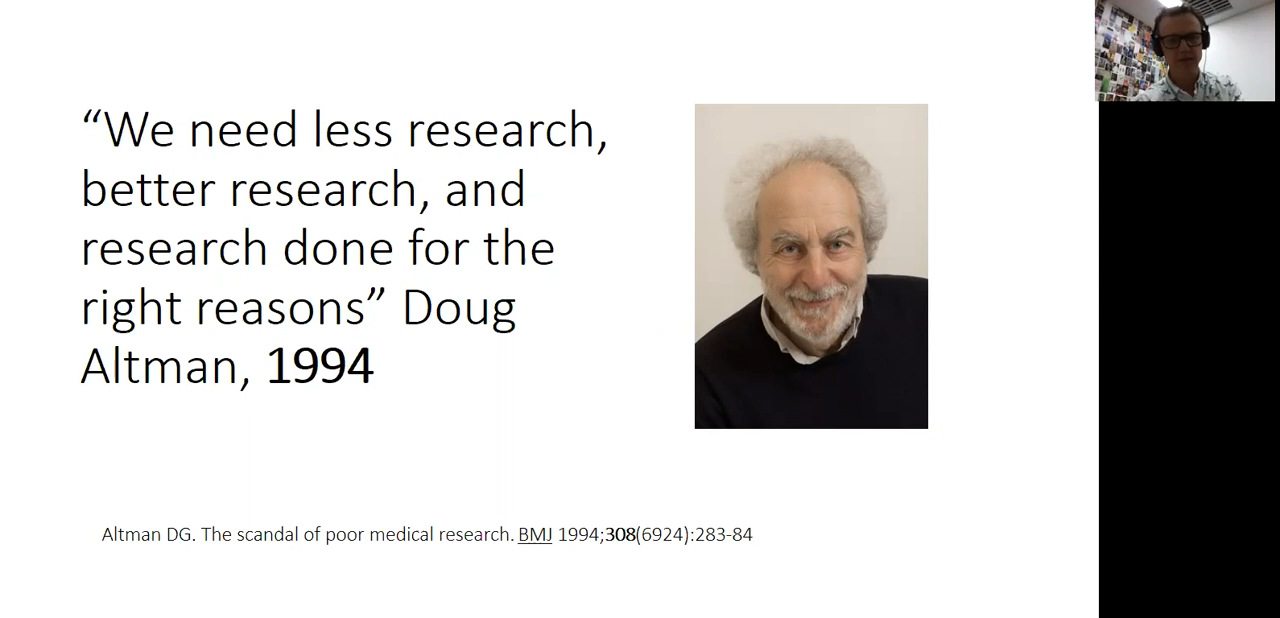 “We need less research,
better research, and
research done for the
right reasons” Doug
Altman, 1994
Altman DG. The scandal of poor medical research. BMJ 1994;308(6924):283-84